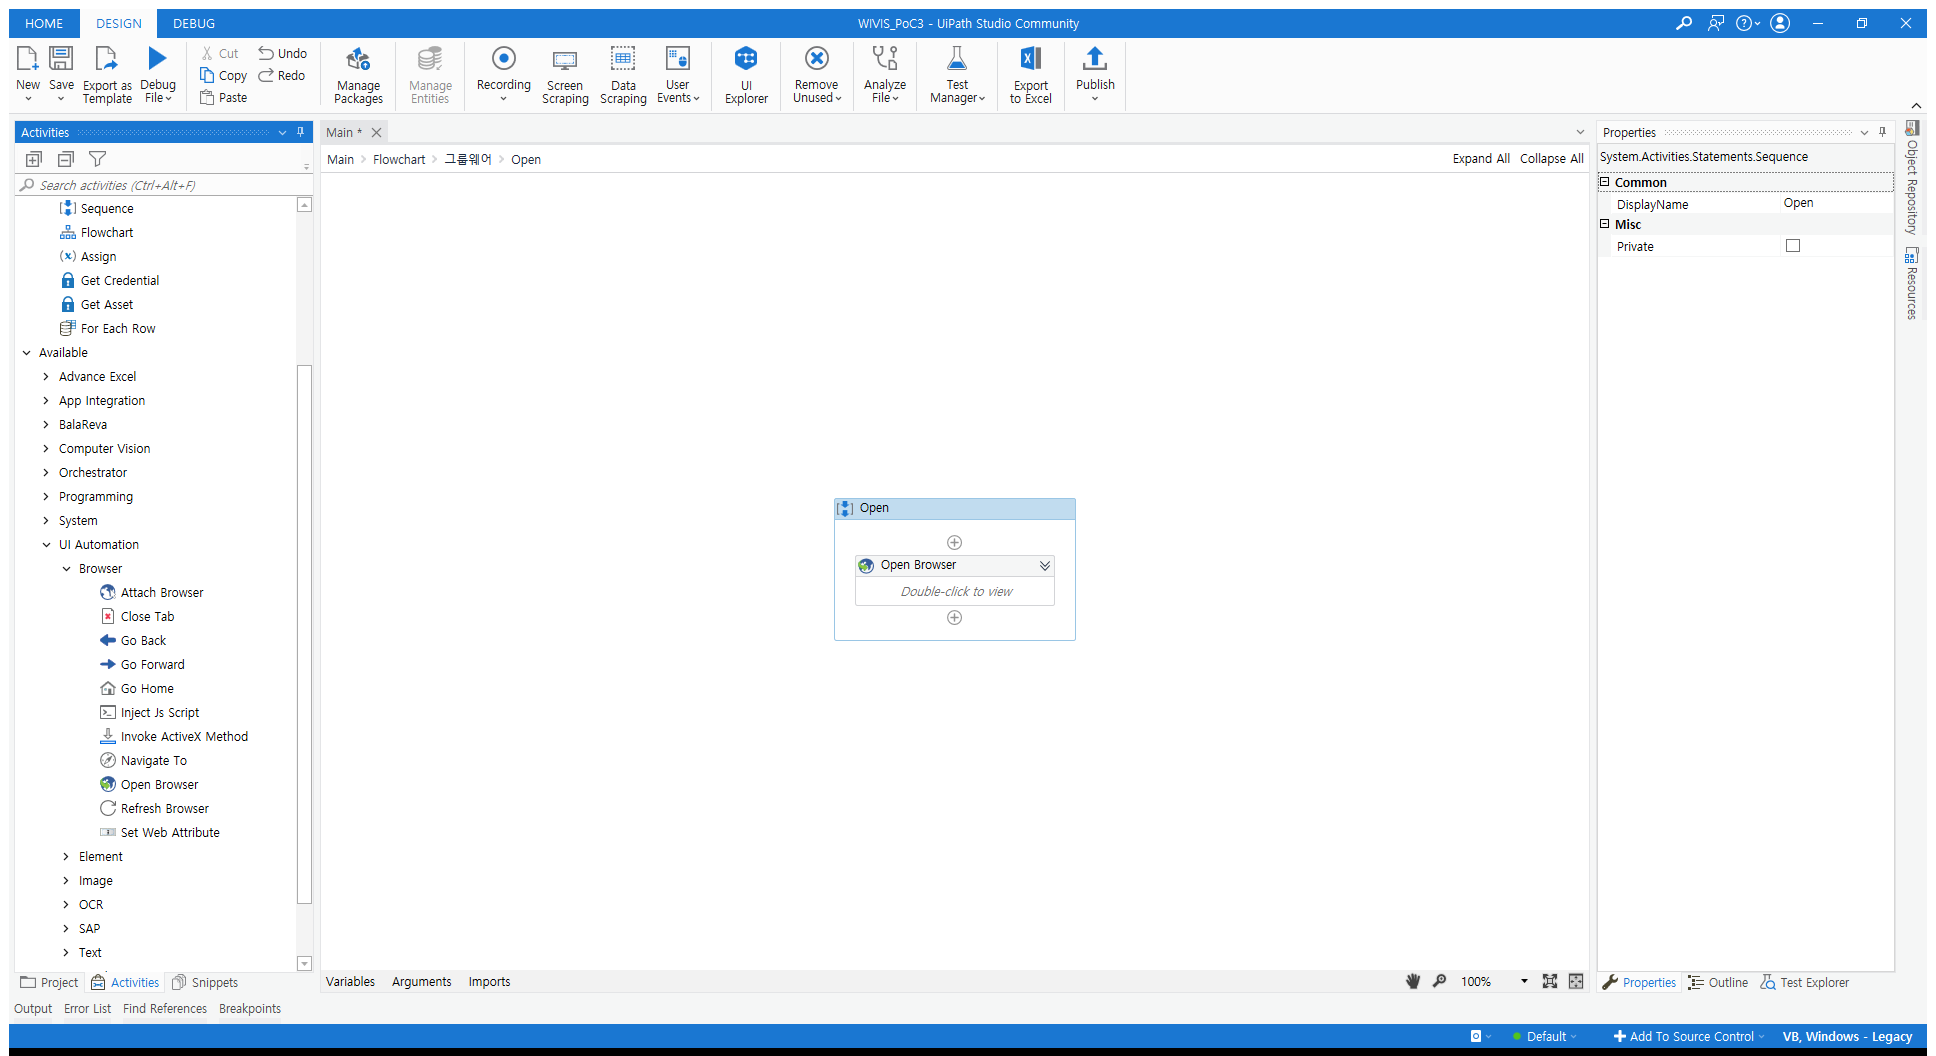 HOME DESIGN DEBUG WIVIS_PoC3 - UiPath Studio Community
New
Save
Export as
Template
Debug
File
Cut
Copy
Paste
Undo
Redo
Manage
Packages
Manage
Entities
Recording
Screen
Scraping
Data
Scraping
User
Events
UI
Explorer
Remove
Unused
Analyze
File
Test
Manager
Export
to Excel
Publish
Activities
Search activities (Ctrl+Alt+F)
Sequence
Flowchart
Assign
Get Credential
Get Asset
For Each Row
Available
Advance Excel
App Integration
BalaReva
Computer Vision
Orchestrator
Programming
System
UI Automation
Browser
Attach Browser
Close Tab
Go Back
Go Forward
Go Home
Inject Js Script
Invoke ActiveX Method
Navigate To
Open Browser
Refresh Browser
Set Web Attribute
Element
Image
OCR
SAP
Text
Project Activities Snippets
Main *
Main > Flowchart > 그룹웨어 > Open
Expand All Collapse All
Open
Open Browser
Double-click to view
Variables Arguments Imports
100%
Properties
System.Activities.Statements.Sequence
Common
DisplayName Open
Misc
Private
Properties Outline Test Explorer
Object Repository
Resources
Output Error List Find References Breakpoints
Default Add To Source Control VB, Windows - Legacy